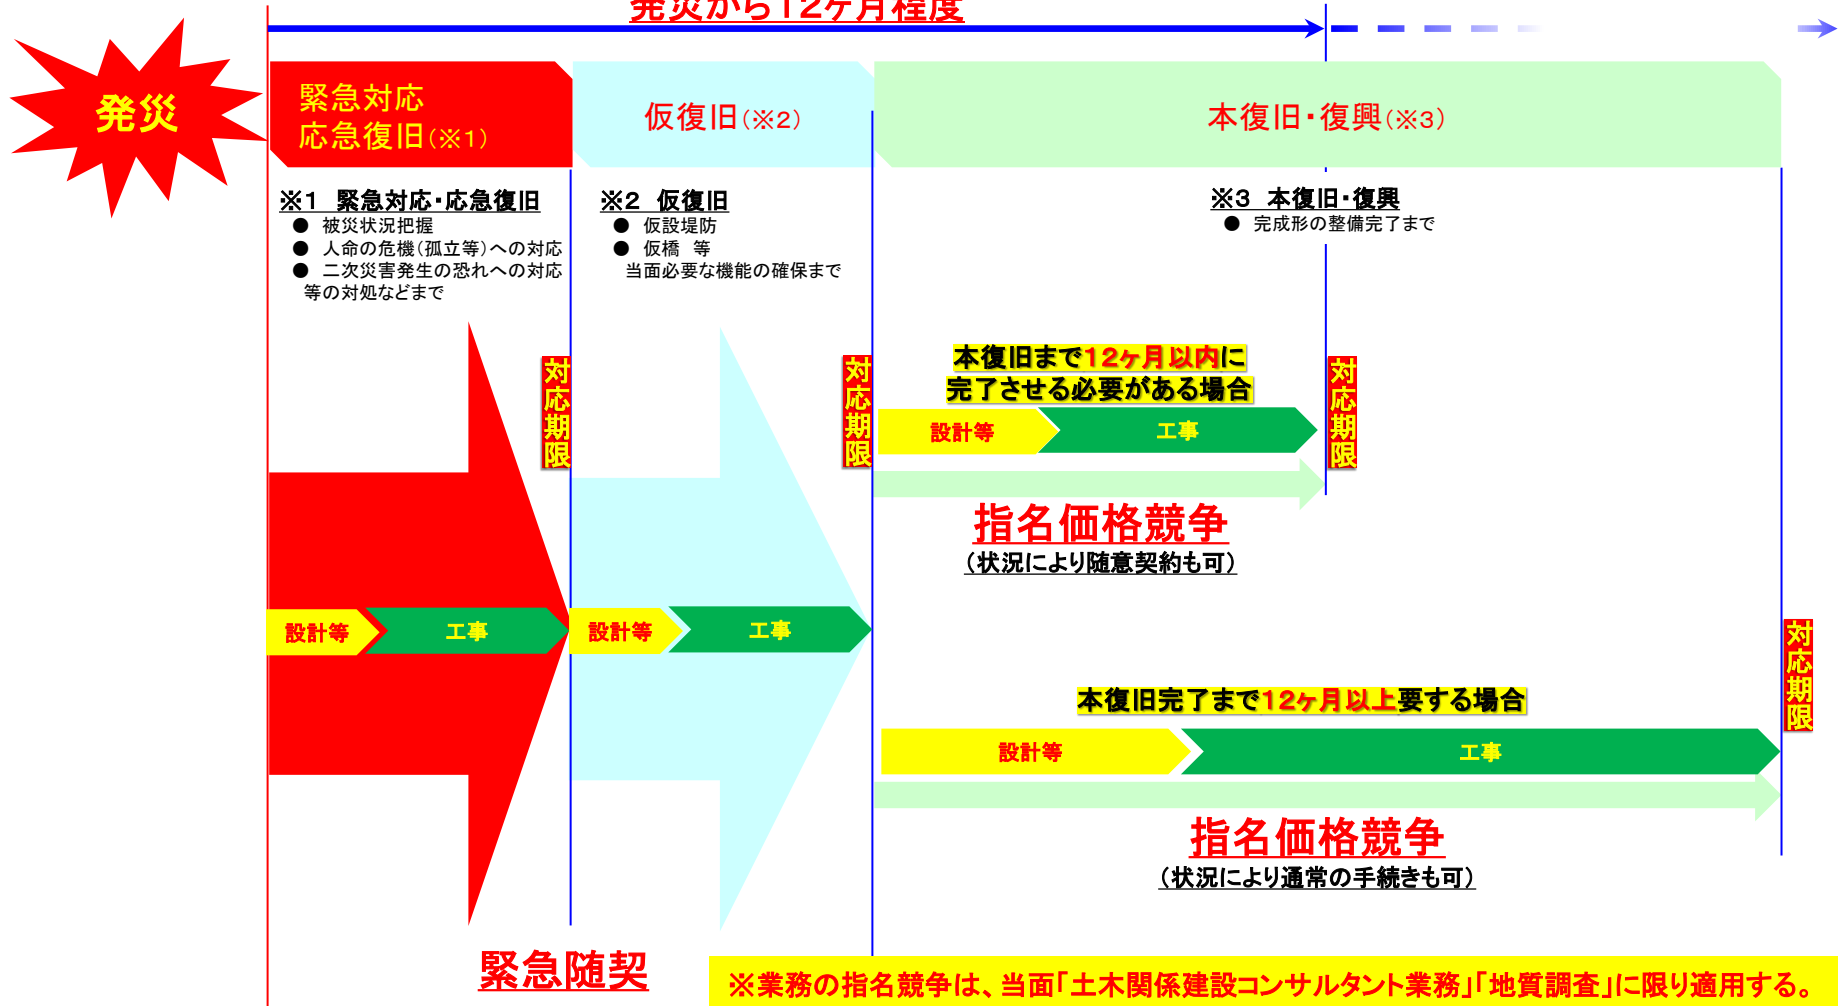 発災から12ヶ月程度
発災
緊急対応
応急復旧(※1)
仮復旧(※2)
本復旧・復興(※3)
※1 緊急対応・応急復旧
● 被災状況把握
● 人命の危機(孤立等)への対応
● 二次災害発生の恐れへの対応
等の対処などまで
※2 仮復旧
● 仮設堤防
● 仮橋 等
当面必要な機能の確保まで
※3 本復旧・復興
● 完成形の整備完了まで
対応期限
対応期限
本復旧まで12ヶ月以内に
完了させる必要がある場合
対応期限
設計等
工事
指名価格競争
(状況により随意契約も可)
設計等
工事
設計等
工事
対応期限
本復旧完了まで12ヶ月以上要する場合
設計等
工事
指名価格競争
(状況により通常の手続きも可)
緊急随契
※業務の指名競争は、当面「土木関係建設コンサルタント業務」「地質調査」に限り適用する。